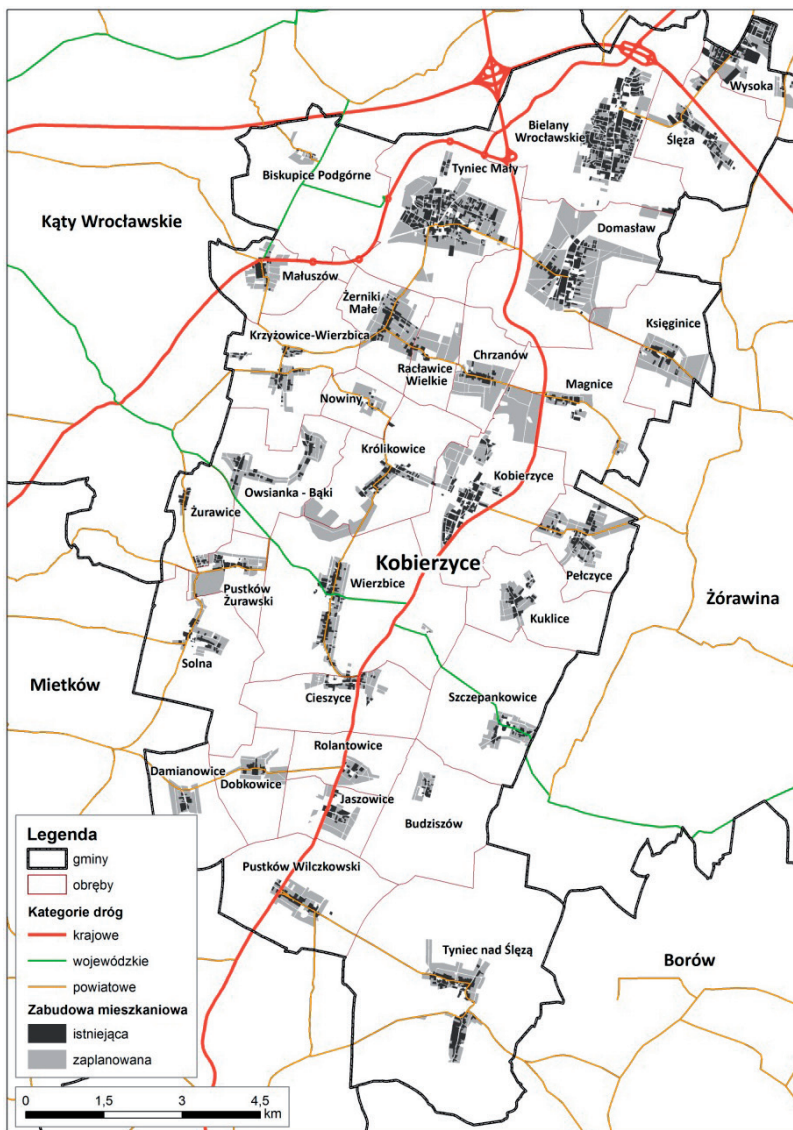 Wysoka
Bielany
Wrocławskie
Ślęza
Biskupice Podgórne
Tyniec Mały
Kąty Wrocławskie
Domasław
Małuszów
Żerniki
Małe
Księginice
Krzyżowice-Wierzbica
Racławice
Wielkie
Chrzanów
Magnice
Nowiny
Królikowice
Kobierzyce
Owsianka - Bąki
Żurawice
Kobierzyce
Pełczyce
Pustków
Żurawski
Wierzbice
Kuklice
Żórawina
Solna
Mietków
Cieszyce
Szczepankowice
Rolantowice
Damianowice
Dobkowice
Jaszowice
Budziszów
Pustków Wilczkowski
Tyniec nad Ślęzą
Borów
Legenda
gminy
obręby
Kategorie dróg
krajowe
wojewódzkie
powiatowe
Zabudowa mieszkaniowa
istniejąca
zaplanowana
0 1,5 3 4,5
km